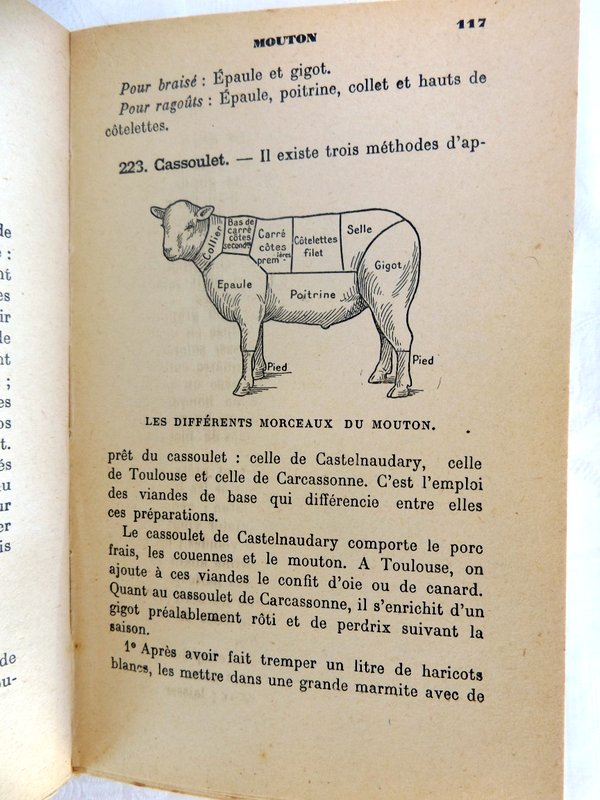 MOUTON
117
Pour braisé : Épaule et gigot.
Pour ragoûts : Épaule, poitrine, collet et hauts de
côtelettes.
223. Cassoulet. — Il existe trois méthodes d'ap-
Collier
Bas de
carré
côtes
secondes
Carré
côtes
premières
Côtelettes
filet
Selle
Gigot
Epaule
Poitrine
Pied
Pied
LES DIFFÉRENTS MORCEAUX DU MOUTON.
prêt du cassoulet : celle de Castelnaudary, celle
de Toulouse et celle de Carcassonne. C'est l'emploi
des viandes de base qui différencie entre elles
ces préparations.
Le cassoulet de Castelnaudary comporte le porc
frais, les couennes et le mouton. A Toulouse, on
ajoute à ces viandes le confit d'oie ou de canard.
Quant au cassoulet de Carcassonne, il s'enrichit d'un
gigot préalablement rôti et de perdrix suivant la
saison.
1º Après avoir fait tremper un litre de haricots
blancs, les mettre dans une grande marmite avec de